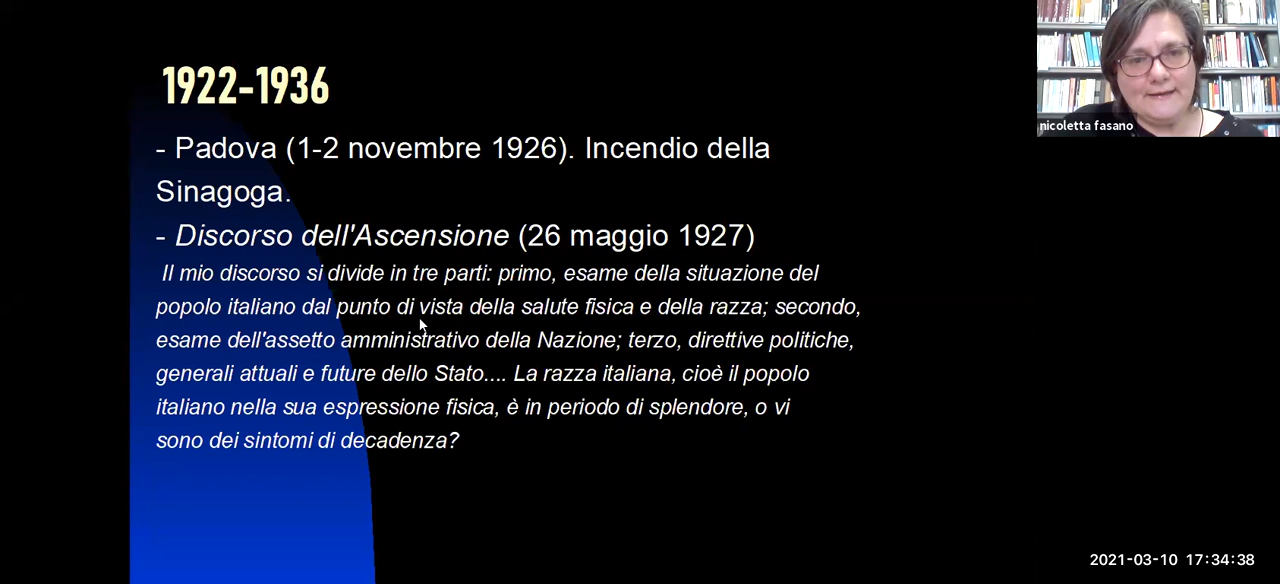 1922-1936
- Padova (1-2 novembre 1926). Incendio della
Sinagoga.
- Discorso dell'Ascensione (26 maggio 1927)
Il mio discorso si divide in tre parti: primo, esame della situazione del
popolo italiano dal punto di vista della salute fisica e della razza; secondo,
esame dell'assetto amministrativo della Nazione; terzo, direttive politiche,
generali attuali e future dello Stato.... La razza italiana, cioè il popolo
italiano nella sua espressione fisica, è in periodo di splendore, o vi
sono dei sintomi di decadenza?
nicoletta fasano
2021-03-10 17:34:38